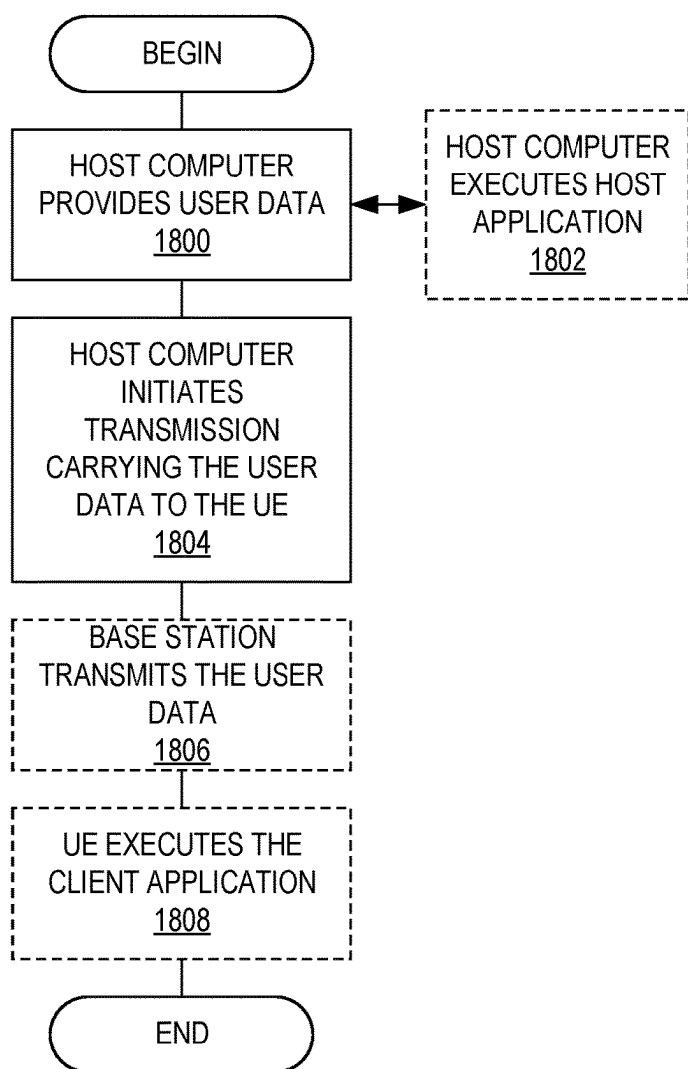 BEGIN
HOST COMPUTER
PROVIDES USER DATA
1800
HOST COMPUTER
EXECUTES HOST
APPLICATION
1802
HOST COMPUTER
INITIATES
TRANSMISSION
CARRYING THE USER
DATA TO THE UE
1804
BASE STATION
TRANSMITS THE USER
DATA
1806
UE EXECUTES THE
CLIENT APPLICATION
1808
END